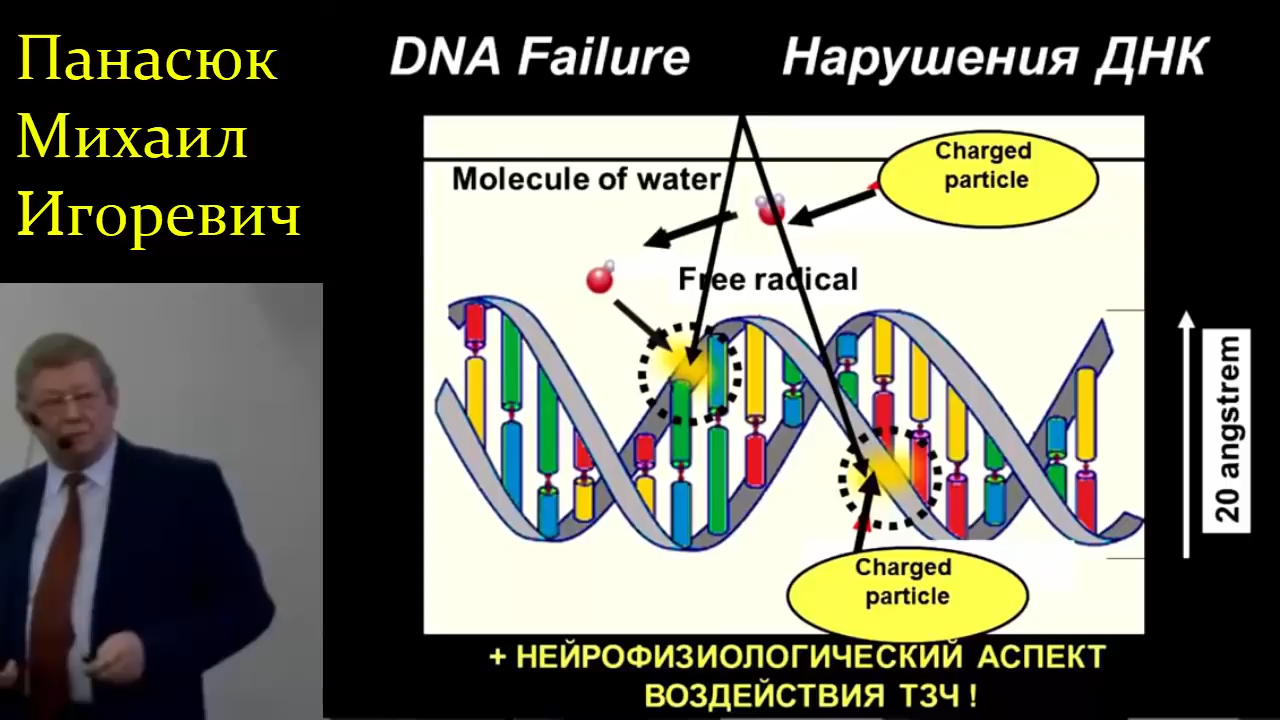 Панасюк
Михаил
Игоревич
DNA Failure
Нарушения ДНК
Charged
particle
Molecule of water
Free radical
20 angstrem
Charged
particle
+ НЕЙРОФИЗИОЛОГИЧЕСКИЙ АСПЕКТ
ВОЗДЕЙСТВИЯ ТЗЧ !